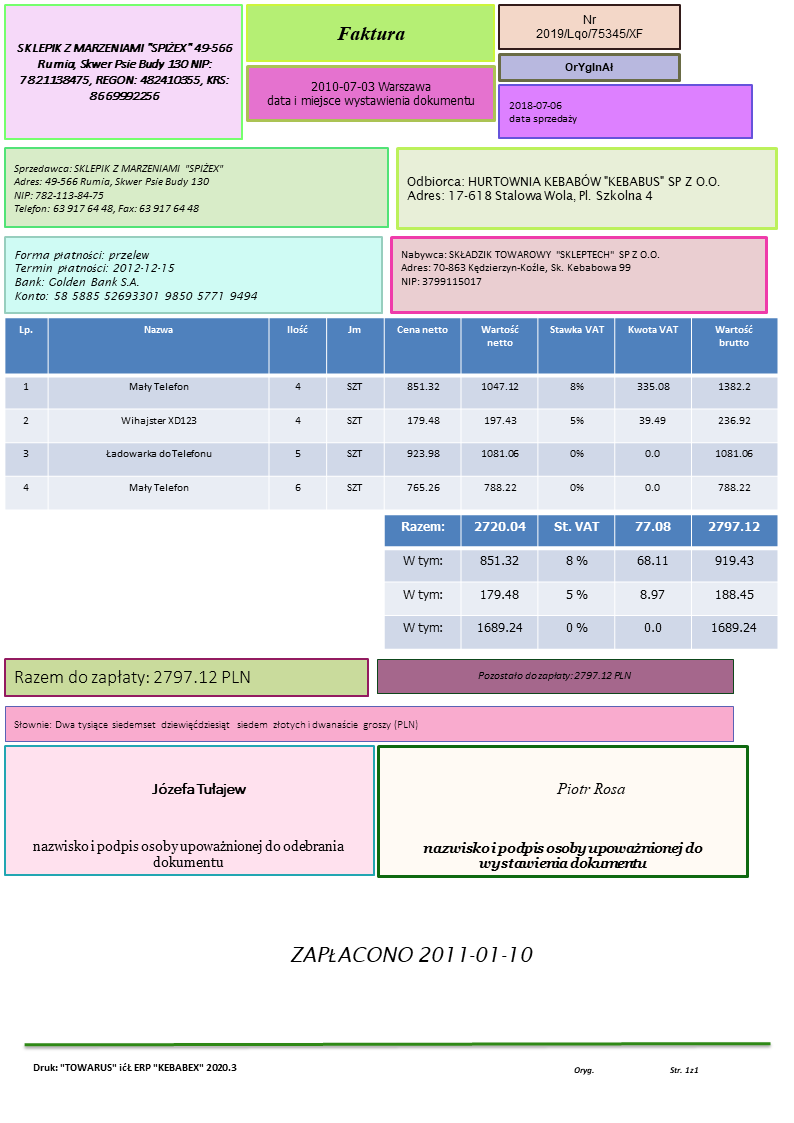 SKLEPIK Z MARZENIAMI "SPIŻEX" 49-566
Rumia, Skwer Psie Budy 130 NIP:
7821138475, REGON: 482410355, KRS:
8669992256
Faktura
2010-07-03 Warszawa
data i miejsce wystawienia dokumentu
Nr
2019/Lqo/75345/XF
OrYgInAł
2018-07-06
data sprzedaży
Sprzedawca: SKLEPIK Z MARZENIAMI "SPIŻEX"
Adres: 49-566 Rumia, Skwer Psie Budy 130
NIP: 782-113-84-75
Telefon: 63 917 64 48, Fax: 63 917 64 48
Odbiorca: HURTOWNIA KEBABÓW "KEBABUS" SP Z O.O.
Adres: 17-618 Stalowa Wola, Pl. Szkolna 4
Forma płatności: przelew
Termin płatności: 2012-12-15
Bank: Golden Bank S.A.
Konto: 58 5885 52693301 9850 5771 9494
Nabywca: SKŁADZIK TOWAROWY "SKLEPTECH" SP Z O.O.
Adres: 70-863 Kędzierzyn-Koźle, Sk. Kebabowa 99
NIP: 3799115017
Lp. Nazwa Ilość Jm Cena netto Wartość netto Stawka VAT Kwota VAT Wartość brutto
1 Mały Telefon 4 SZT 851.32 1047.12 8% 335.08 1382.2
2 Wihajster XD123 4 SZT 179.48 197.43 5% 39.49 236.92
3 Ładowarka do Telefonu 5 SZT 923.98 1081.06 0% 0.0 1081.06
4 Mały Telefon 6 SZT 765.26 788.22 0% 0.0 788.22
Razem: 2720.04 St. VAT 77.08 2797.12
W tym: 851.32 8 % 68.11 919.43
W tym: 179.48 5 % 8.97 188.45
W tym: 1689.24 0 % 0.0 1689.24
Razem do zapłaty: 2797.12 PLN
Pozostało do zapłaty: 2797.12 PLN
Słownie: Dwa tysiące siedemset dziewięćdziesiąt siedem złotych i dwanaście groszy (PLN)
Józefa Tułajew
nazwisko i podpis osoby upoważnionej do odebrania
dokumentu
Piotr Rosa
nazwisko i podpis osoby upoważnionej do
wystawienia dokumentu
ZAPŁACONO 2011-01-10
Druk: "TOWARUS" ićŁ ERP "KEBABEX" 2020.3
Oryg.
Str. 1z1